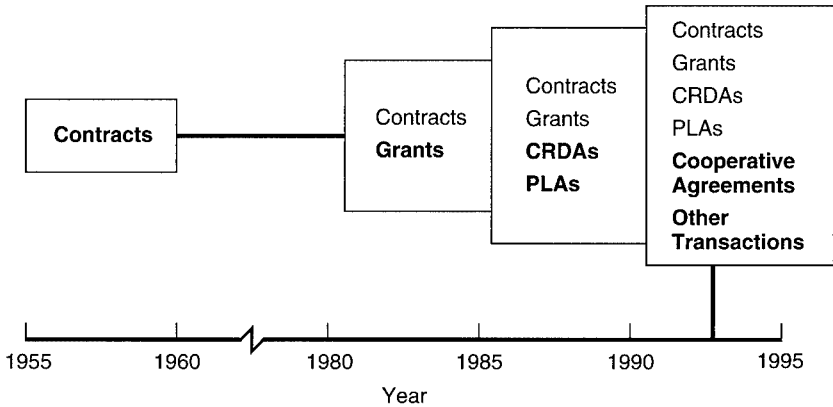 Contracts
Contracts
Grants
Contracts
Grants
CRDAs
PLAs
Contracts
Grants
CRDAs
PLAs
Cooperative
Agreements
Other
Transactions
1955
1960
1980
1985
1990
1995
Year